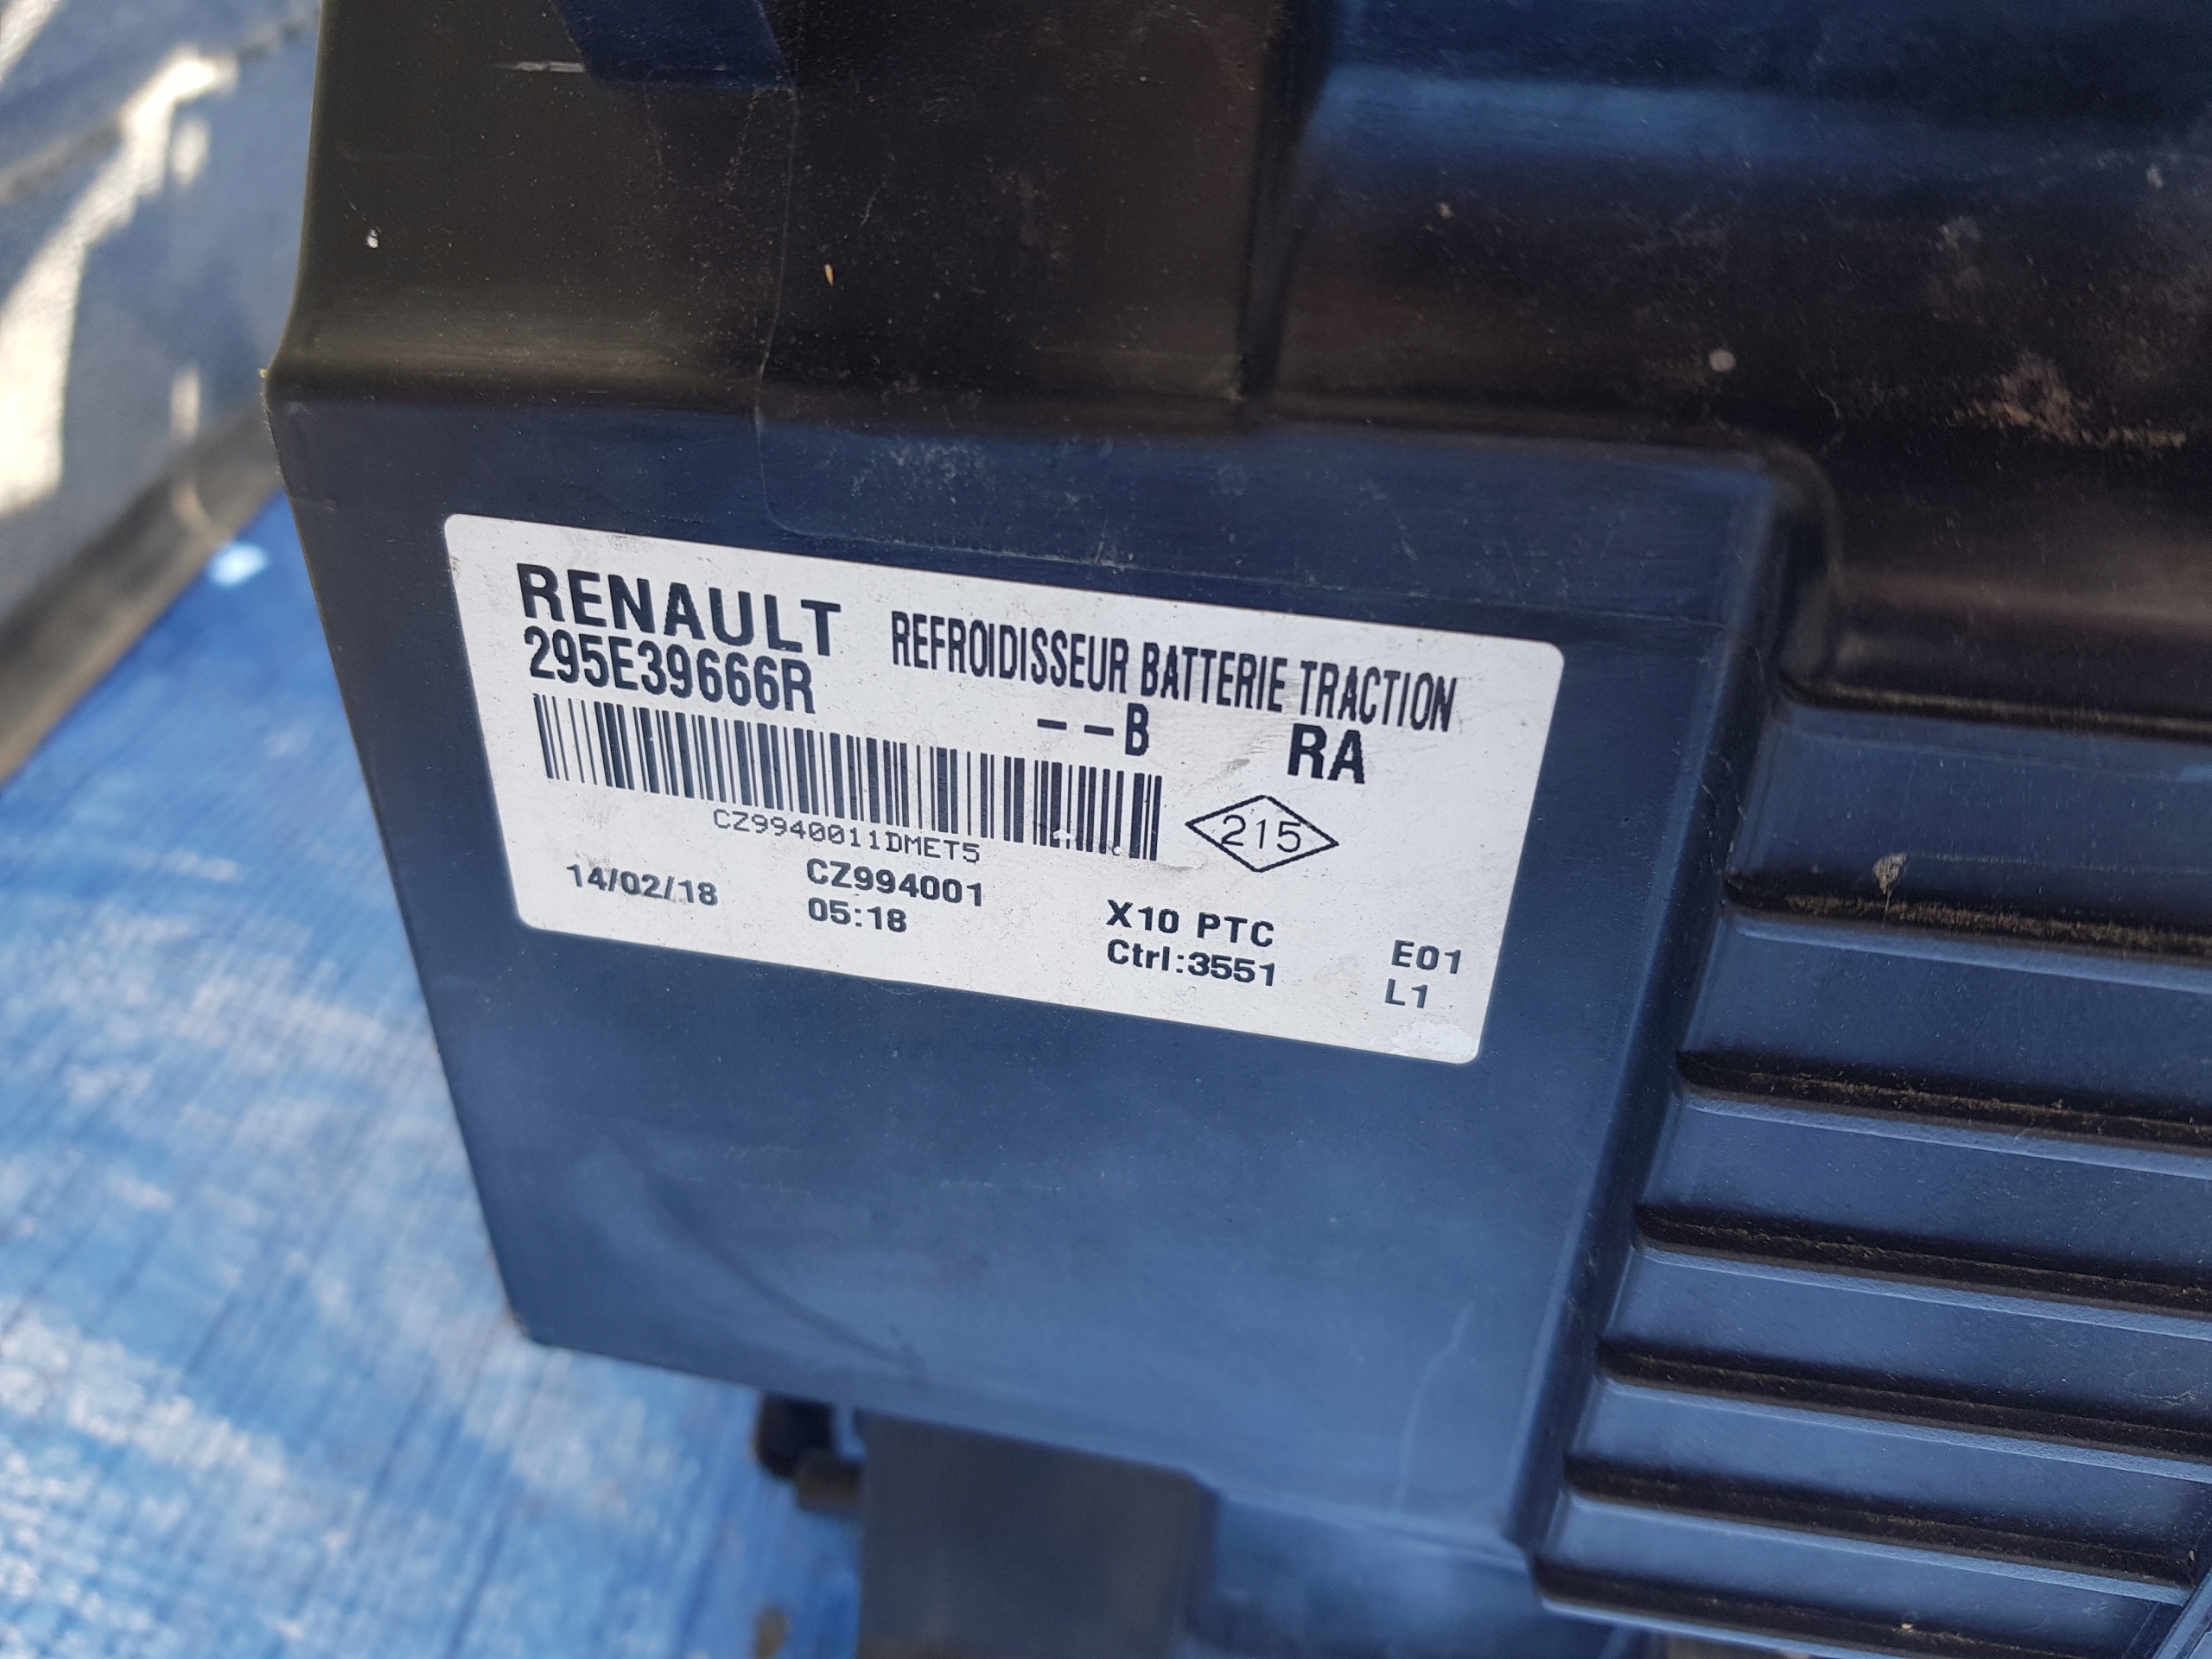 RENAULT REFROIDISSEUR BATTERIE TRACTION
295E39666R --B RA
CZ9940011DMET5 215
14/02/18 CZ994001 X10 PTC E01
05:18 Ctrl:3551 L1